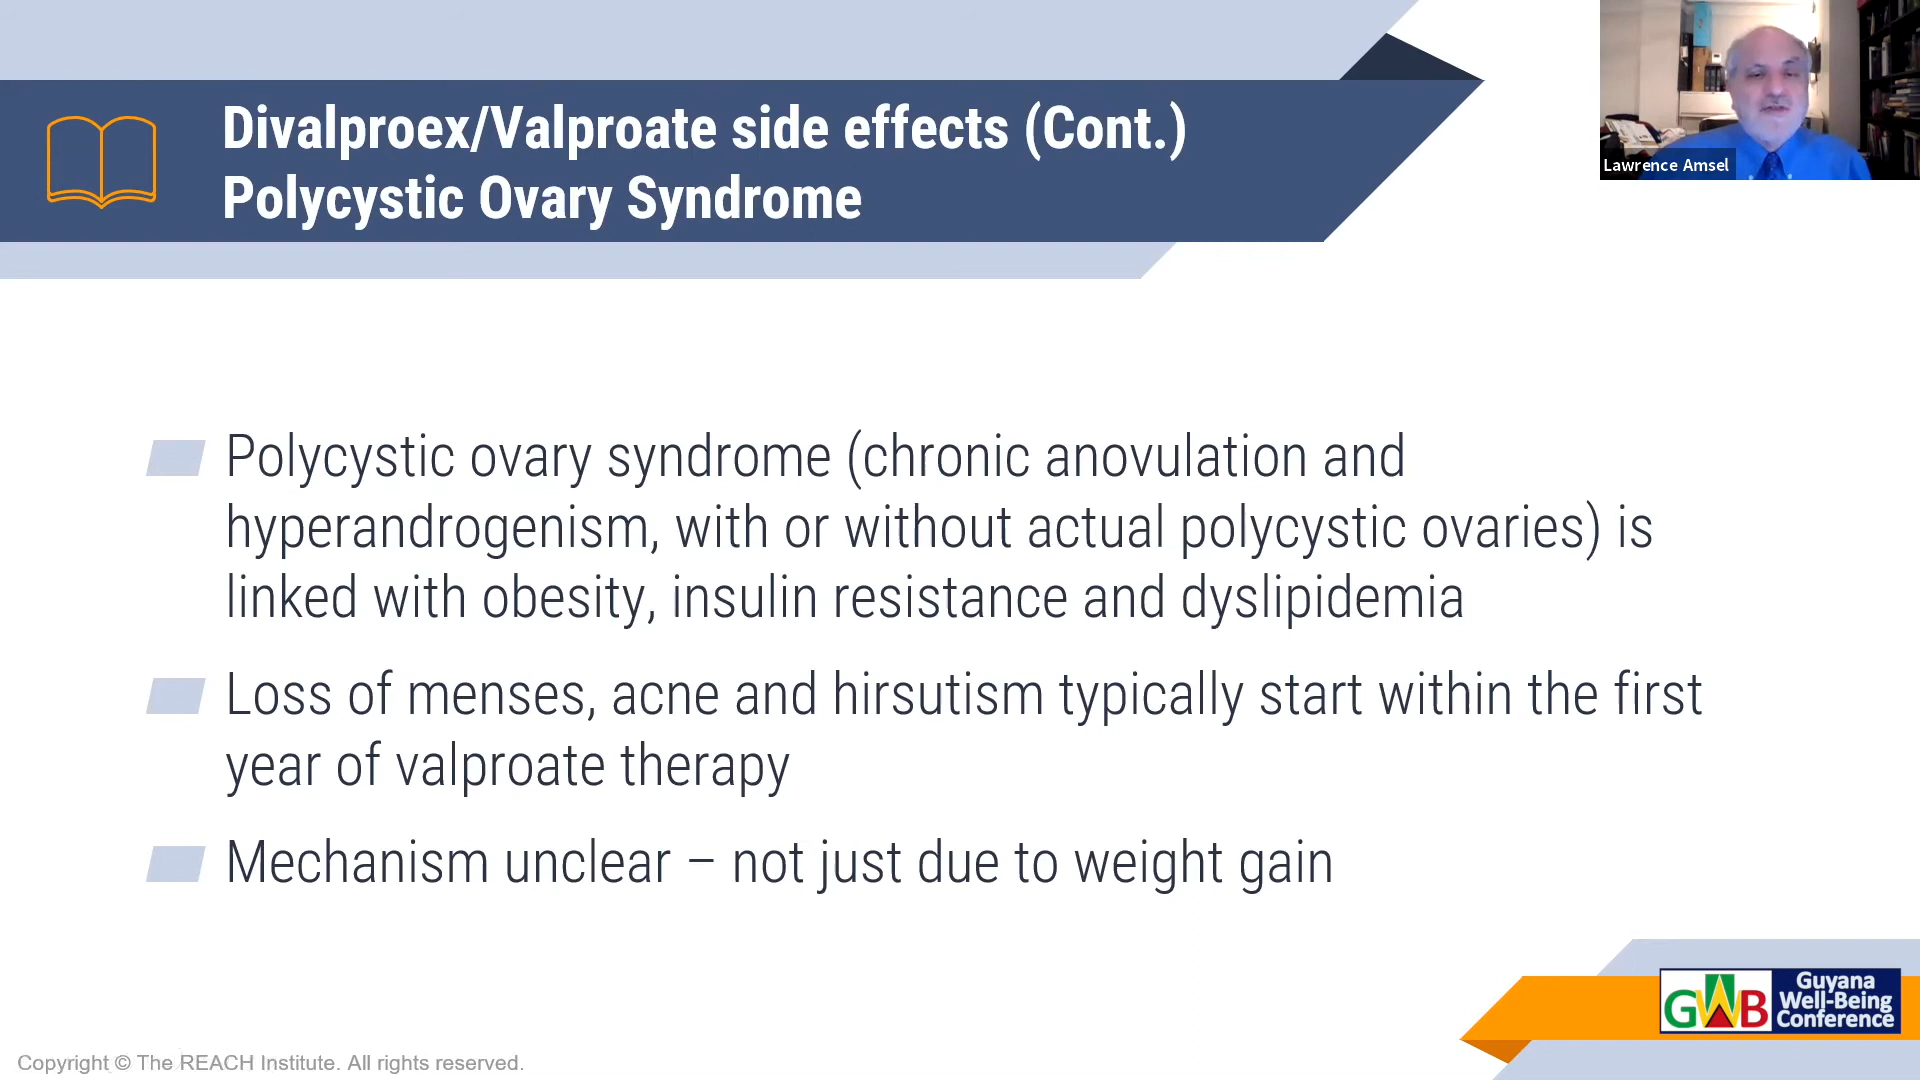 Divalproex/Valproate side effects (Cont.)
Polycystic Ovary Syndrome
Lawrence Amsel
Polycystic ovary syndrome (chronic anovulation and
hyperandrogenism, with or without actual polycystic ovaries) is
linked with obesity, insulin resistance and dyslipidemia
Loss of menses, acne and hirsutism typically start within the first
year of valproate therapy
Mechanism unclear – not just due to weight gain
GWB
Guyana
Well-Being
Conference
Copyright © The REACH Institute. All rights reserved.